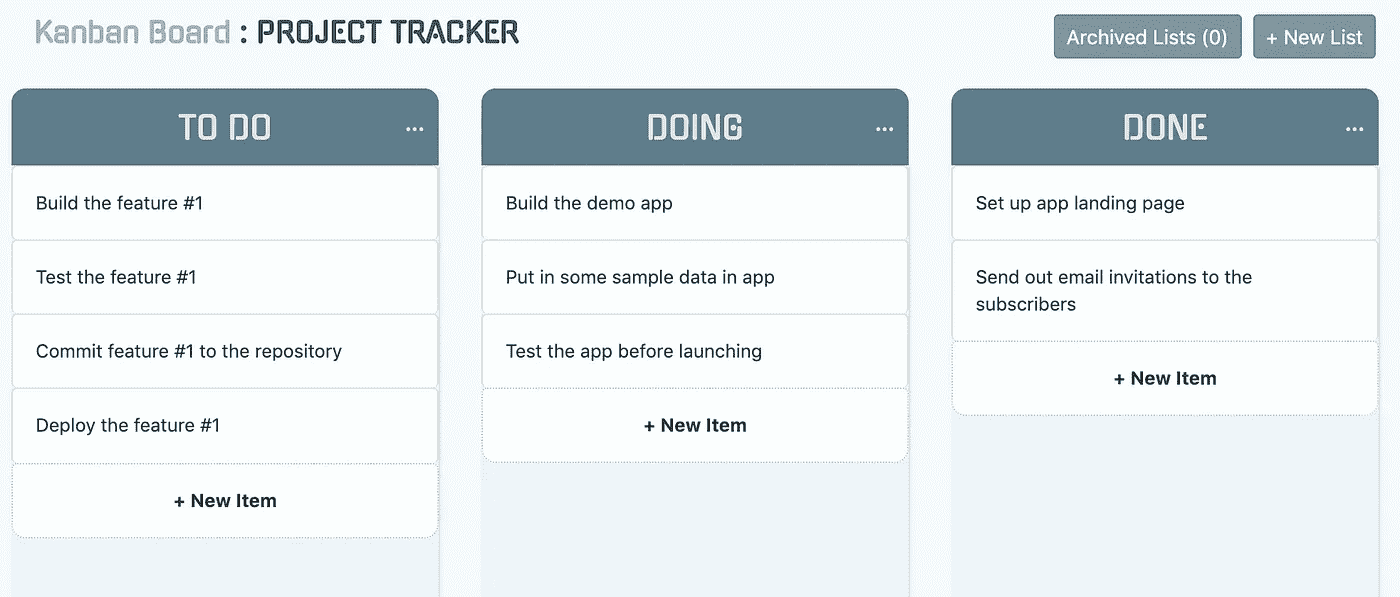 Kanban Board : PROJECT TRACKER
Archived Lists (0)
+ New List
TO DO
...
Build the feature #1
Test the feature #1
Commit feature #1 to the repository
Deploy the feature #1
+ New Item
DOING
...
Build the demo app
Put in some sample data in app
Test the app before launching
+ New Item
DONE
...
Set up app landing page
Send out email invitations to the
subscribers
+ New Item